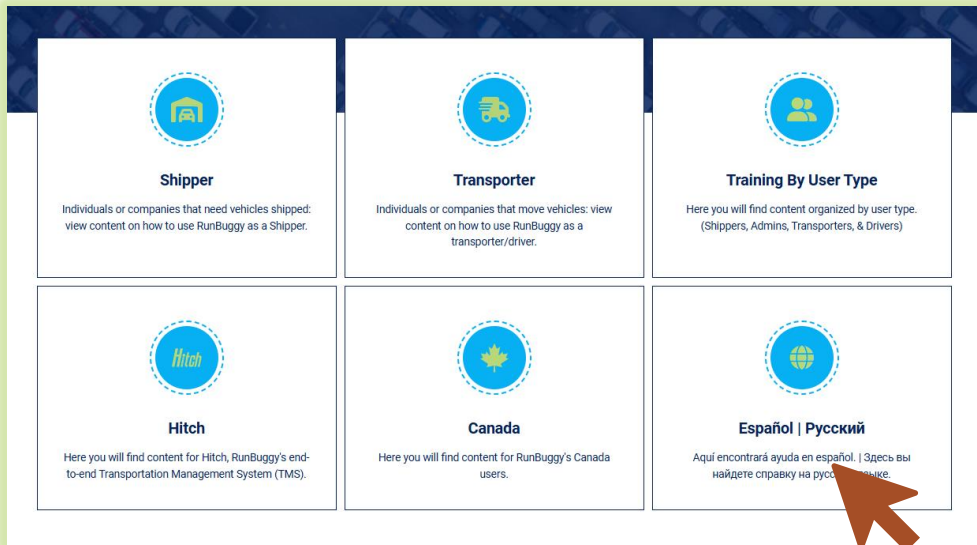 Shipper
Individuals or companies that need vehicles shipped:
view content on how to use RunBuggy as a Shipper.
Transporter
Individuals or companies that move vehicles: view
content on how to use RunBuggy as a
transporter/driver.
Training By User Type
Here you will find content organized by user type.
(Shippers, Admins, Transporters, & Drivers)
Hitch
Hitch
Here you will find content for Hitch, RunBuggy's end-
to-end Transportation Management System (TMS).
Canada
Here you will find content for RunBuggy's Canada
users.
Español | Русский
Aquí encontrará ayuda en español. | Здесь вы
найдете справку на